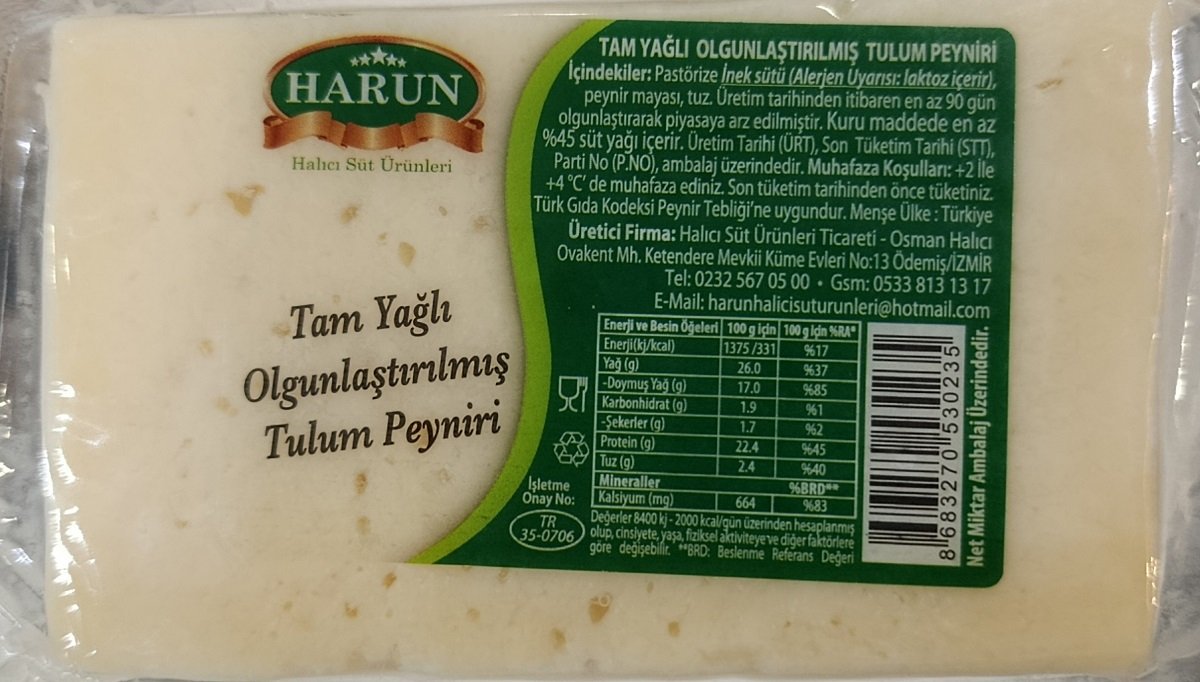 HARUN
Halıcı Süt Ürünleri
Tam Yağlı
Olgunlaştırılmış
Tulum Peyniri
TAM YAĞLI OLGUNLAŞTIRILMIŞ TULUM PEYNİRİ
İçindekiler: Pastörize İnek sütü (Alerjen Uyarısı: laktoz içerir),
peynir mayası, tuz. Üretim tarihinden itibaren en az 90 gün
olgunlaştırarak piyasaya arz edilmiştir. Kuru maddede en az
%45 süt yağı içerir. Üretim Tarihi (ÜRT), Son Tüketim Tarihi (STT),
Parti No (P.NO), ambalaj üzerindedir. Muhafaza Koşulları: +2 İle
+4 °C' de muhafaza ediniz. Son tüketim tarihinden önce tüketiniz.
Türk Gıda Kodeksi Peynir Tebliği'ne uygundur. Menşe Ülke : Türkiye
Üretici Firma: Halıcı Süt Ürünleri Ticareti - Osman Halıcı
Ovakent Mh. Ketendere Mevkii Küme Evleri No:13 Ödemiş/İZMİR
Tel: 0232 567 05 00 • Gsm: 0533 813 13 17
E-Mail: harunhalicisuturunleri@hotmail.com
Enerji ve Besin Öğeleri 100 g için 100 g için %RA*
Enerji(kj/kcal) 1375 /331 %17
Yağ (g) 26.0 %37
-Doymuş Yağ (g) 17.0 %85
Karbonhidrat (g) 1.9 %1
-Şekerler (g) 1.7 %2
Protein (g) 22.4 %45
Tuz (g) 2.4 %40
Mineraller %BRD**
Kalsiyum (mg) 664 %83
Değerler 8400 kj - 2000 kcal/gün üzerinden hesaplanmış
olup, cinsiyete, yaşa, fiziksel aktiviteye ve diğer faktörlere
göre değişebilir. **BRD: Beslenme Referans Değeri
İşletme
Onay No:
TR
35-0706
8 683270 530235
Net Miktar Ambalaj Üzerindedir.